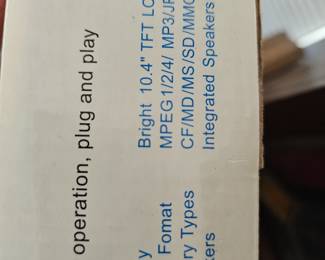 operation, plug and play
y Bright 10.4" TFT LC
Fomat MPEG1/2/4/ MP3/JP
ry Types CF/MD/MS/SD/MMC
kers Integrated Speakers